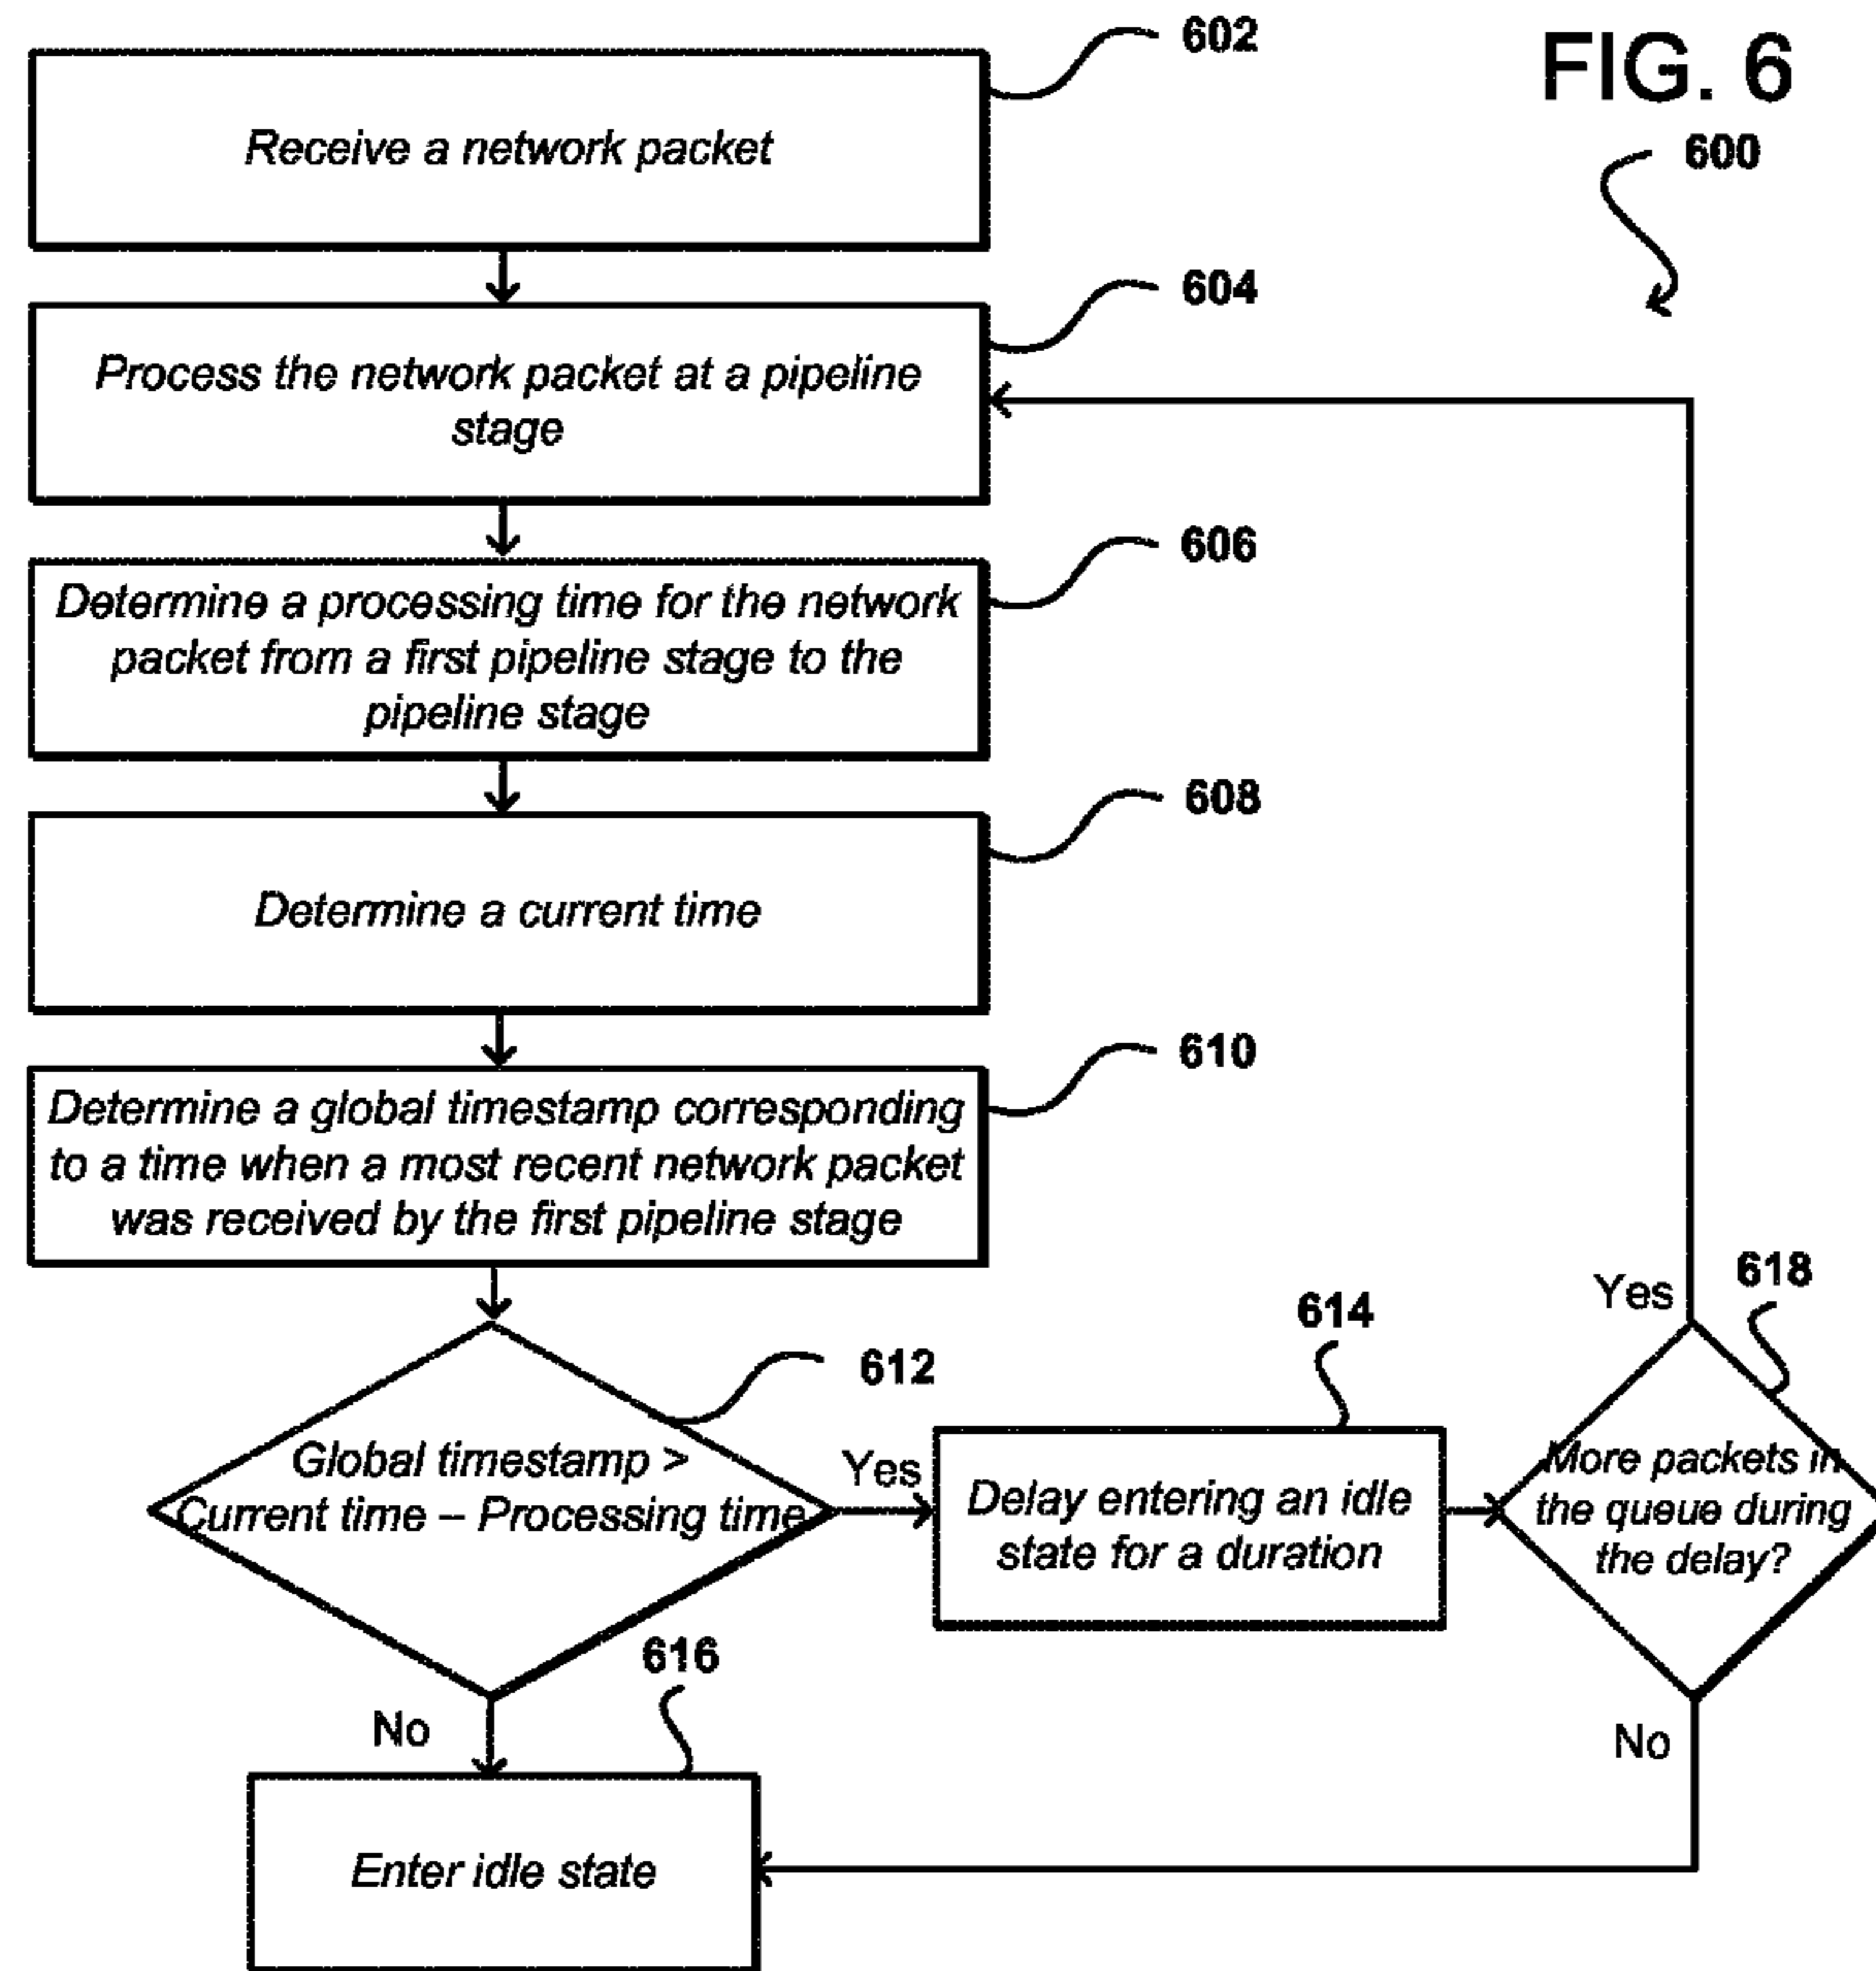 FIG. 6
600
602
Receive a network packet
604
Process the network packet at a pipeline
stage
606
Determine a processing time for the network
packet from a first pipeline stage to the
pipeline stage
608
Determine a current time
610
Determine a global timestamp corresponding
to a time when a most recent network packet
was received by the first pipeline stage
612
Global timestamp >
Current time – Processing time
Yes
614
Delay entering an idle
state for a duration
618
Yes
More packets in
the queue during
the delay?
No
No
616
Enter idle state